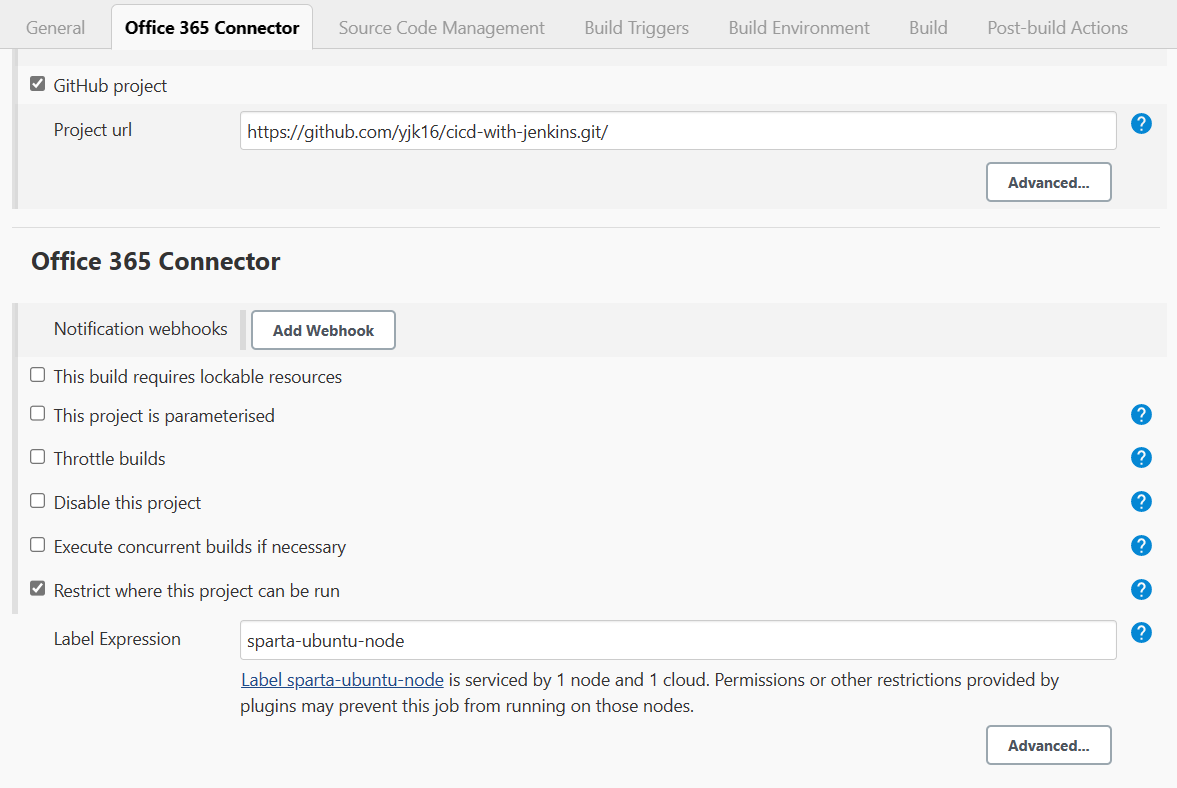 General Office 365 Connector Source Code Management Build Triggers Build Environment Build Post-build Actions
GitHub project
Project url https://github.com/yjk16/cicd-with-jenkins.git/ ?
Advanced...
Office 365 Connector
Notification webhooks Add Webhook
This build requires lockable resources
This project is parameterised ?
Throttle builds ?
Disable this project ?
Execute concurrent builds if necessary ?
Restrict where this project can be run ?
Label Expression sparta-ubuntu-node ?
Label sparta-ubuntu-node is serviced by 1 node and 1 cloud. Permissions or other restrictions provided by
plugins may prevent this job from running on those nodes.
Advanced...